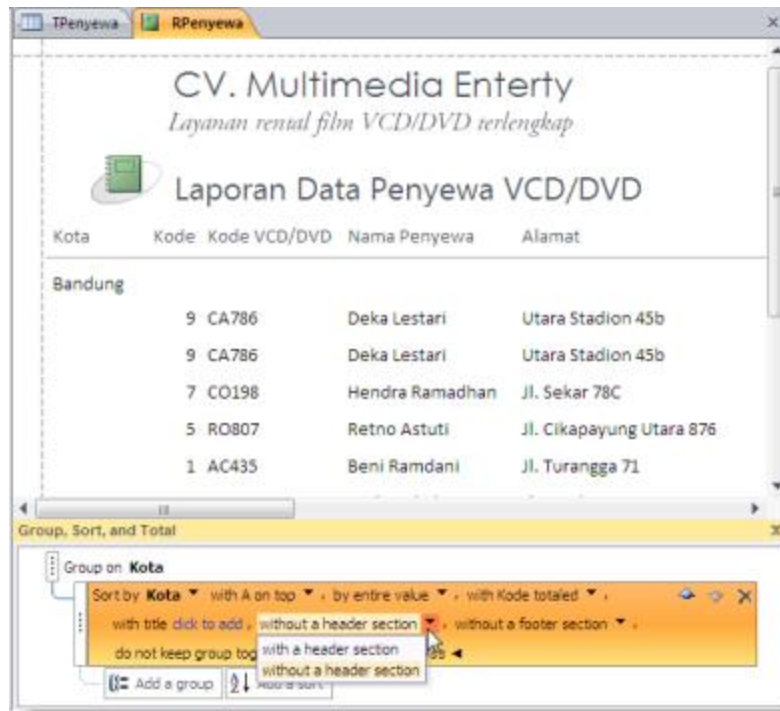 TPenyewa RPenyewa
CV. Multimedia Enterty
Layanan rental film VCD/DVD terlengkap
Laporan Data Penyewa VCD/DVD
Kota Kode Kode VCD/DVD Nama Penyewa Alamat
Bandung
9 CA786 Deka Lestari Utara Stadion 45b
9 CA786 Deka Lestari Utara Stadion 45b
7 CO198 Hendra Ramadhan Jl. Sekar 78C
5 RO807 Retno Astuti Jl. Cikapayung Utara 876
1 AC435 Beni Ramdani Jl. Turangga 71
Group, Sort, and Total
Group on Kota
Sort by Kota with A on top , by entire value , with Kode totaled ,
with title click to add , without a header section , without a footer section ,
do not keep group tog
with a header section
without a header section
Add a group Add a sort